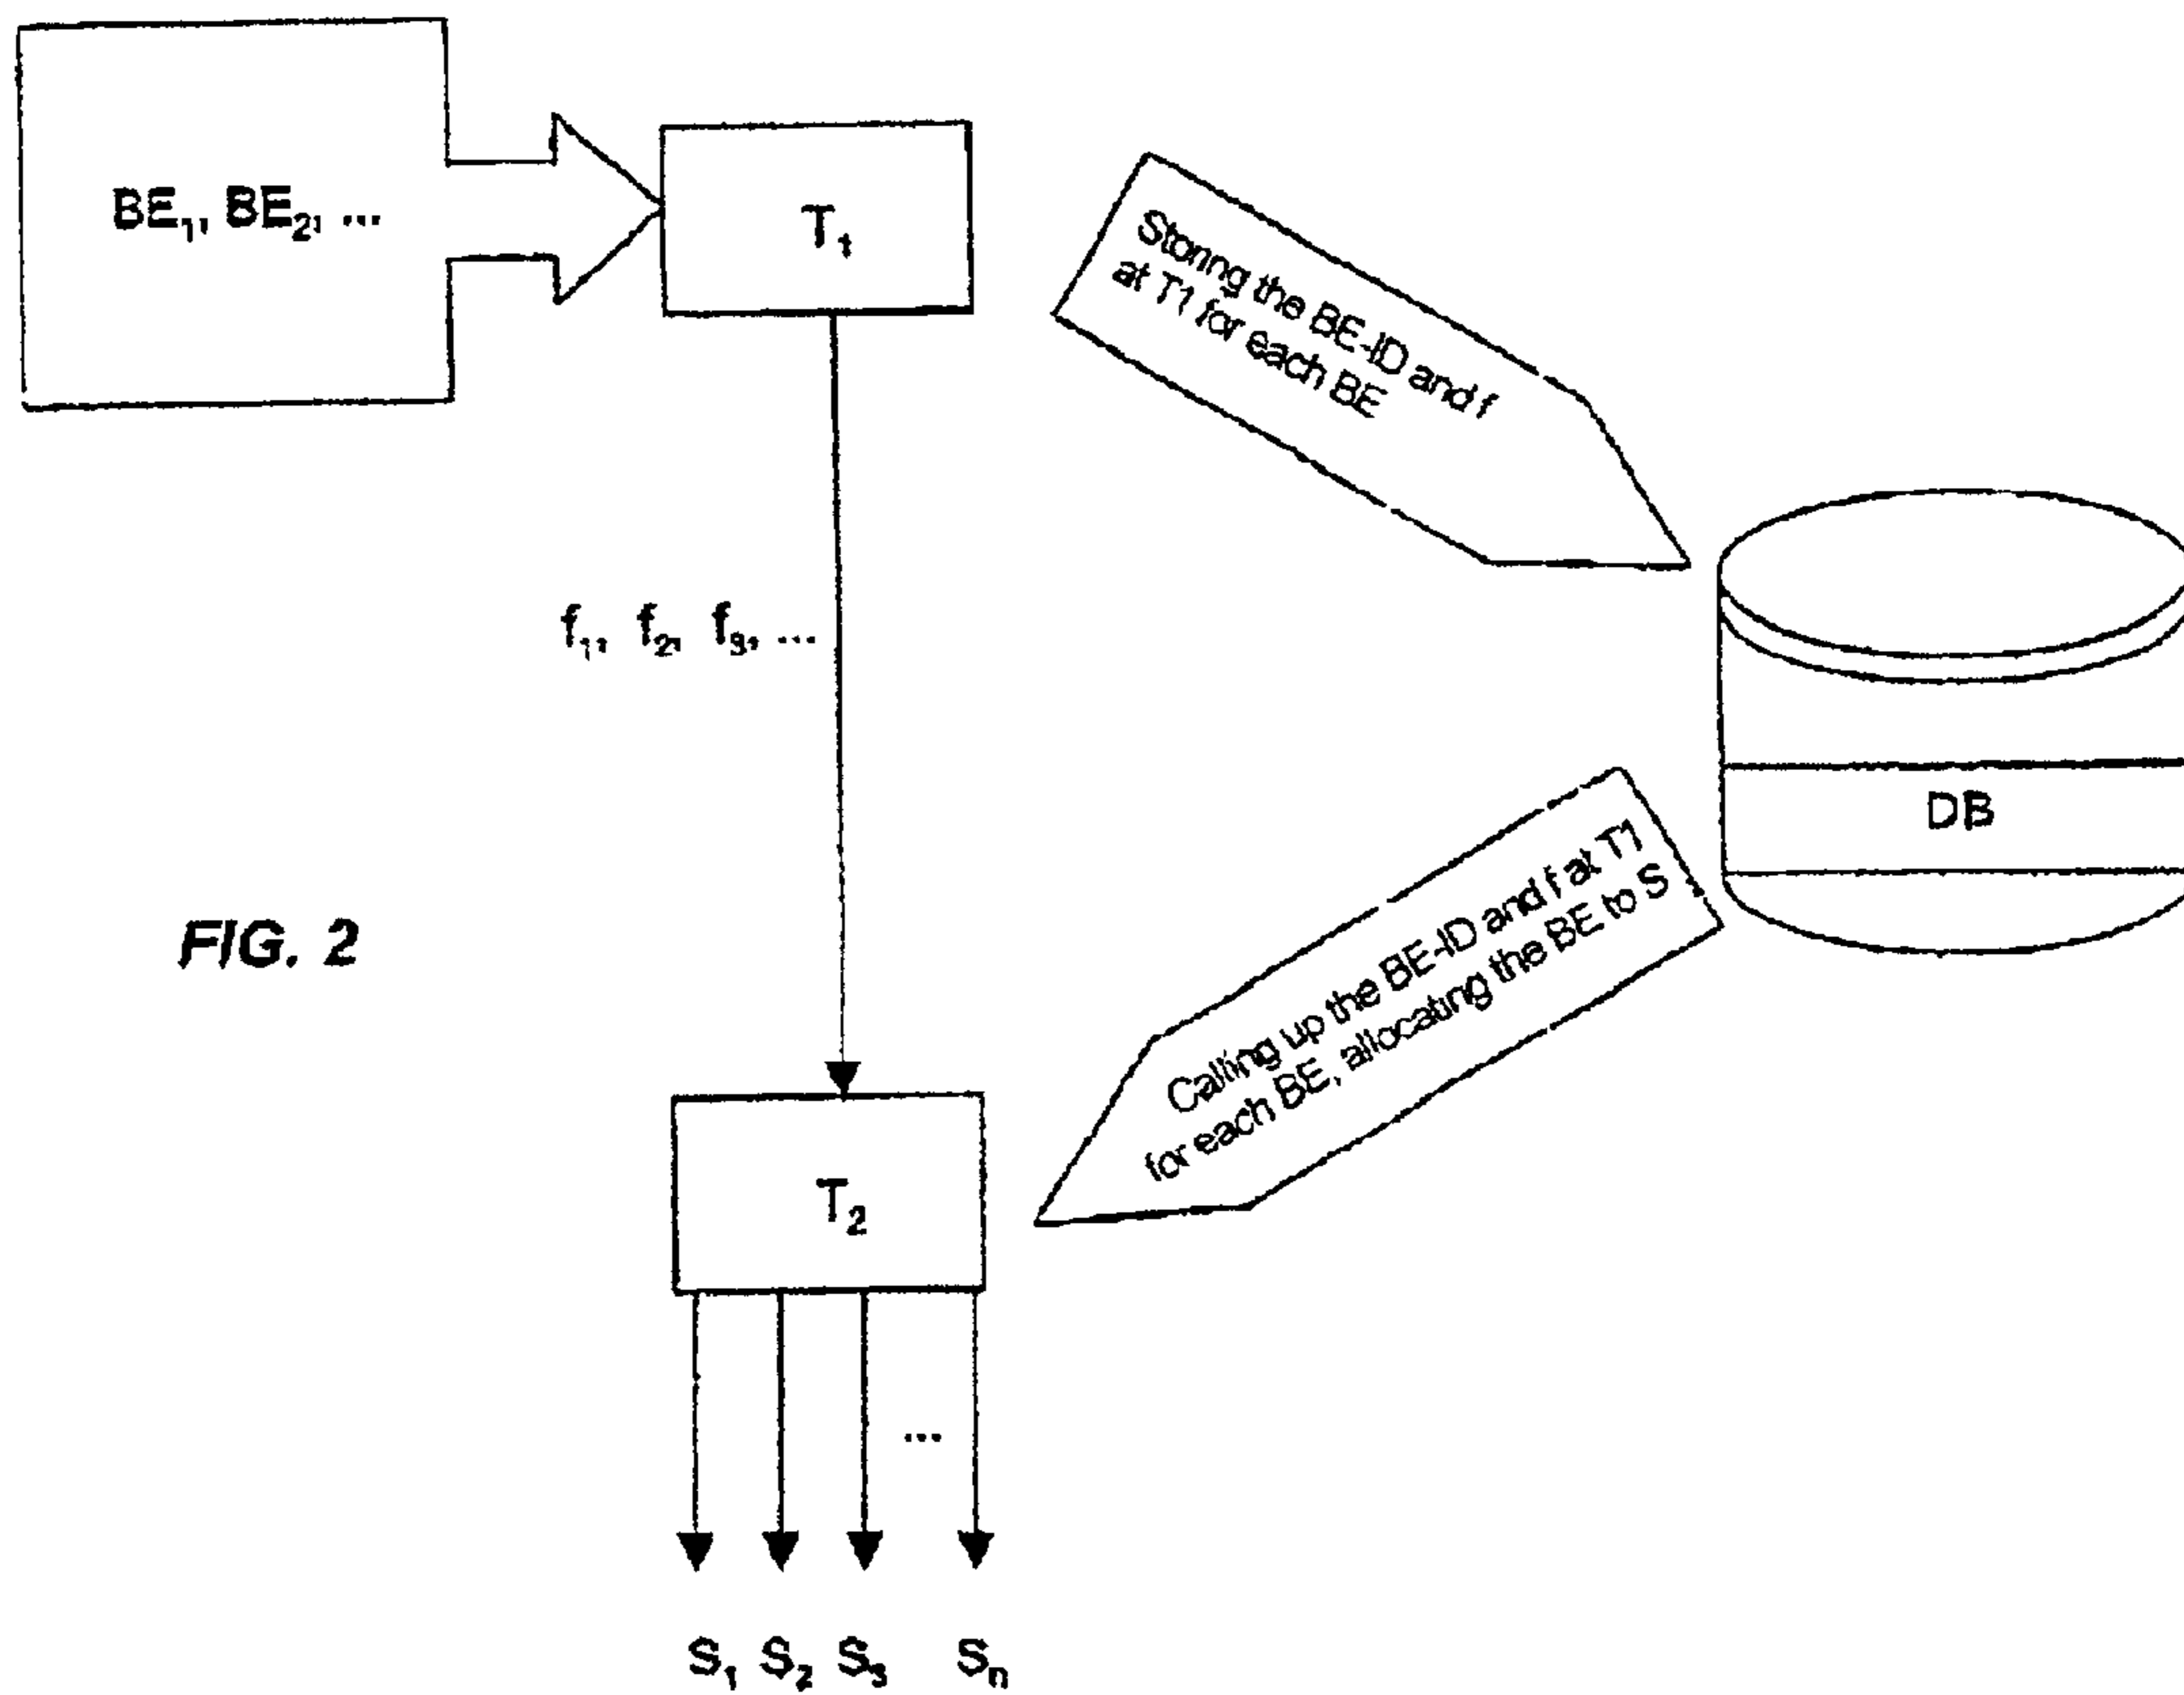 BE₁, BE₂, ...
T₁
Storing the BE-ID and f
at T1 for each BE
f₁, f₂, f₃, ...
DB
Calling up the BE-ID and f at T1
for each BE, allocating the BE to S
FIG. 2
T₂
...
S₁ S₂ S₃ Sₙ